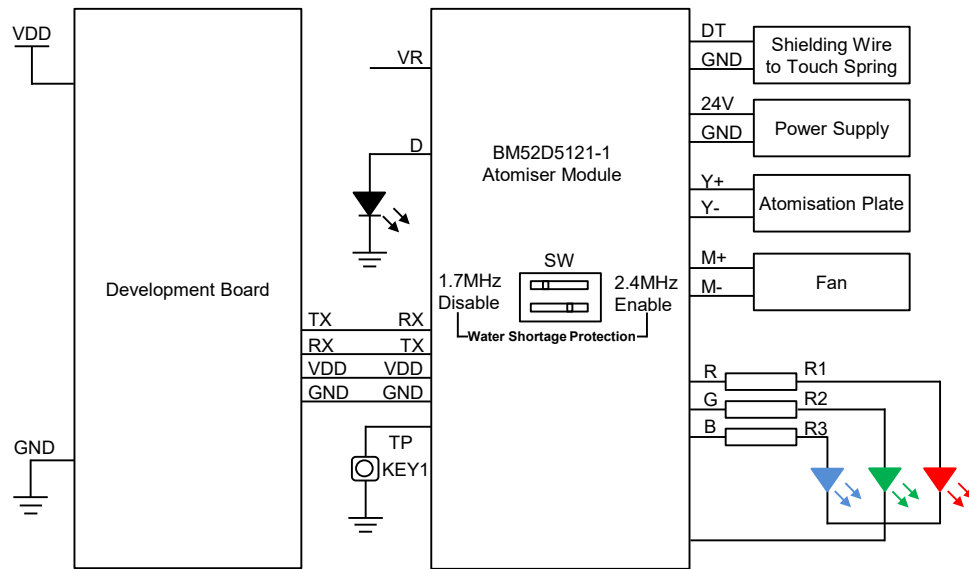 VDD
GND
Development Board
TX
RX
VDD
GND
RX
TX
VDD
GND
VR
D
TP
KEY1
BM52D5121-1
Atomiser Module
SW
1.7MHz
Disable
2.4MHz
Enable
Water Shortage Protection
DT
GND
Shielding Wire
to Touch Spring
24V
GND
Power Supply
Y+
Y-
Atomisation Plate
M+
M-
Fan
R
R1
G
R2
B
R3